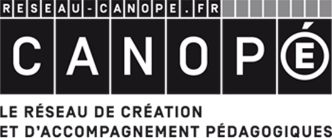 RESEAU-CANOPE.FR
CANOPÉ
LE RÉSEAU DE CRÉATION
ET D'ACCOMPAGNEMENT PÉDAGOGIQUES